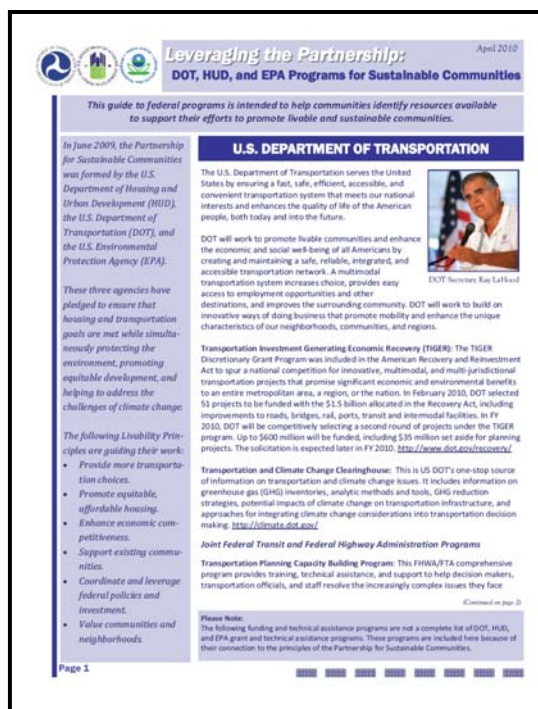 April 2010
Leveraging the Partnership:
DOT, HUD, and EPA Programs for Sustainable Communities
This guide to federal programs is intended to help communities identify resources available
to support their efforts to promote livable and sustainable communities.
In June 2009, the Partnership
for Sustainable Communities
was formed by the U.S.
Department of Housing and
Urban Development (HUD),
the U.S. Department of
Transportation (DOT), and
the U.S. Environmental
Protection Agency (EPA).
These three agencies have
pledged to ensure that
housing and transportation
goals are met while simulta-
neously protecting the
environment, promoting
equitable development, and
helping to address the
challenges of climate change.
The following Livability Prin-
ciples are guiding their work:
• Provide more transporta-
tion choices.
• Promote equitable,
affordable housing.
• Enhance economic com-
petitiveness.
• Support existing commu-
nities.
• Coordinate and leverage
federal policies and
investment.
• Value communities and
neighborhoods.
U.S. DEPARTMENT OF TRANSPORTATION
The U.S. Department of Transportation serves the United
States by ensuring a fast, safe, efficient, accessible, and
convenient transportation system that meets our national
interests and enhances the quality of life of the American
people, both today and into the future.
DOT will work to promote livable communities and enhance
the economic and social well-being of all Americans by
creating and maintaining a safe, reliable, integrated, and
accessible transportation network. A multimodal
transportation system increases choice, provides easy
access to employment opportunities and other
destinations, and improves the surrounding community. DOT will work to build on
innovative ways of doing business that promote mobility and enhance the unique
characteristics of our neighborhoods, communities, and regions.
DOT Secretary Ray LaHood
Transportation Investment Generating Economic Recovery (TIGER): The TIGER
Discretionary Grant Program was included in the American Recovery and Reinvestment
Act to spur a national competition for innovative, multimodal, and multi-jurisdictional
transportation projects that promise significant economic and environmental benefits
to an entire metropolitan area, a region, or the nation. In February 2010, DOT selected
51 projects to be funded with the $1.5 billion allocated in the Recovery Act, including
improvements to roads, bridges, rail, ports, transit and intermodal facilities. In FY
2010, DOT will be competitively selecting a second round of projects under the TIGER
program. Up to $600 million will be funded, including $35 million set aside for planning
projects. The solicitation is expected later in FY 2010. http://www.dot.gov/recovery/
Transportation and Climate Change Clearinghouse: This is US DOT's one-stop source
of information on transportation and climate change issues. It includes information on
greenhouse gas (GHG) inventories, analytic methods and tools, GHG reduction
strategies, potential impacts of climate change on transportation infrastructure, and
approaches for integrating climate change considerations into transportation decision
making. http://climate.dot.gov/
Joint Federal Transit and Federal Highway Administration Programs
Transportation Planning Capacity Building Program: This FHWA/FTA comprehensive
program provides training, technical assistance, and support to help decision makers,
transportation officials, and staff resolve the increasingly complex issues they face
(Continued on page 2)
Please Note:
The following funding and technical assistance programs are not a complete list of DOT, HUD,
and EPA grant and technical assistance programs. These programs are included here because of
their connection to the principles of the Partnership for Sustainable Communities.
Page 1